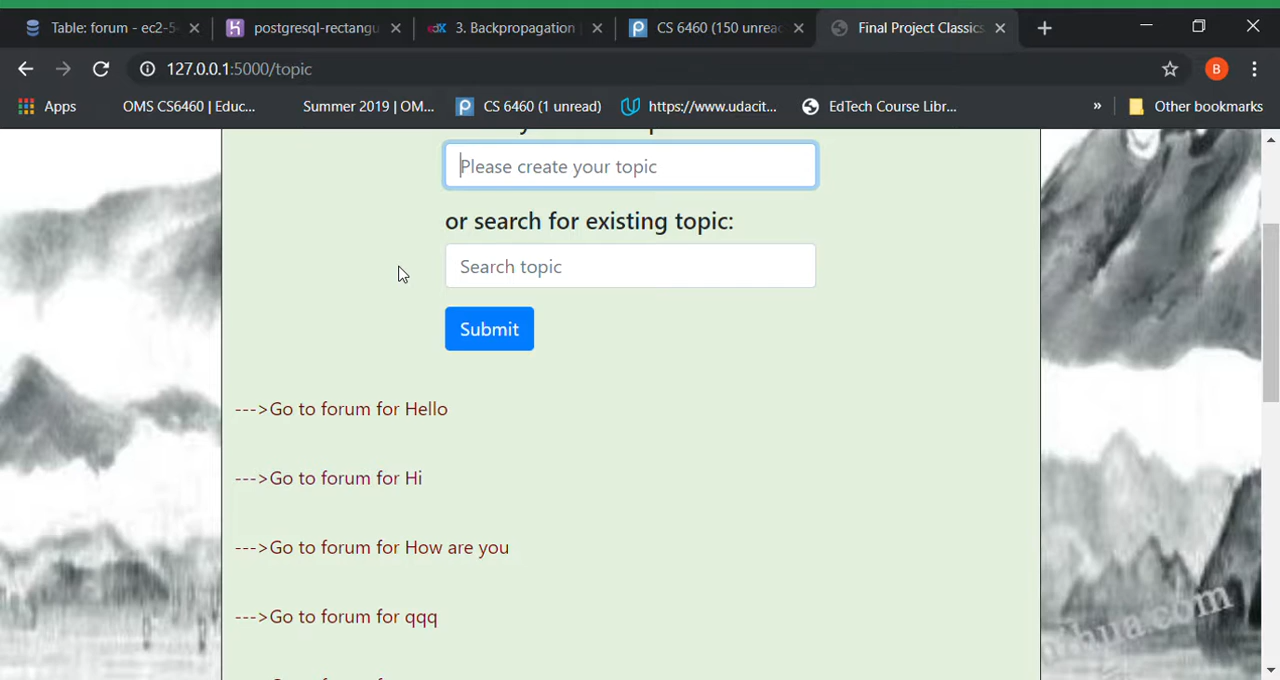 Table: forum - ec2-5
postgresql-rectangu
edX
3. Backpropagation
CS 6460 (150 unrea
Final Project Classics
127.0.0.1:5000/topic
B
Apps
OMS CS6460 | Educ...
Summer 2019 | OM...
CS 6460 (1 unread)
https://www.udacit...
EdTech Course Libr...
»
Other bookmarks
Please create your topic
or search for existing topic:
Search topic
Submit
--->Go to forum for Hello
--->Go to forum for Hi
--->Go to forum for How are you
--->Go to forum for qqq
hua.com